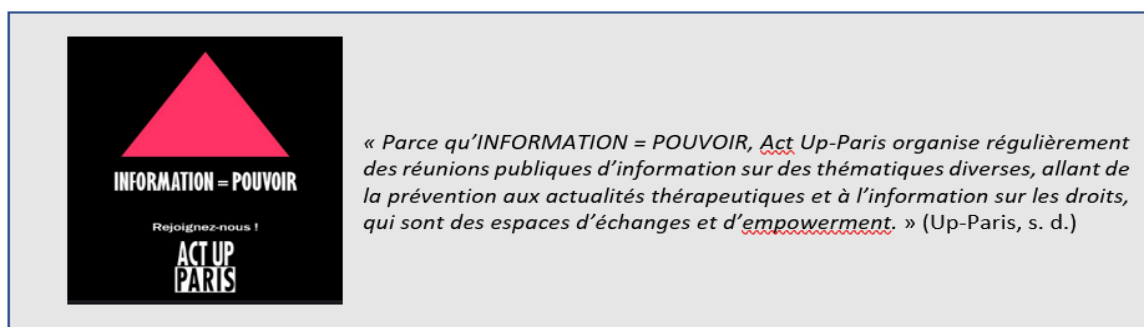 INFORMATION = POUVOIR
Rejoignez-nous !
ACT UP
PARIS
« Parce qu’INFORMATION = POUVOIR, Act Up-Paris organise régulièrement
des réunions publiques d’information sur des thématiques diverses, allant de
la prévention aux actualités thérapeutiques et à l’information sur les droits,
qui sont des espaces d’échanges et d’empowerment. » (Up-Paris, s. d.)